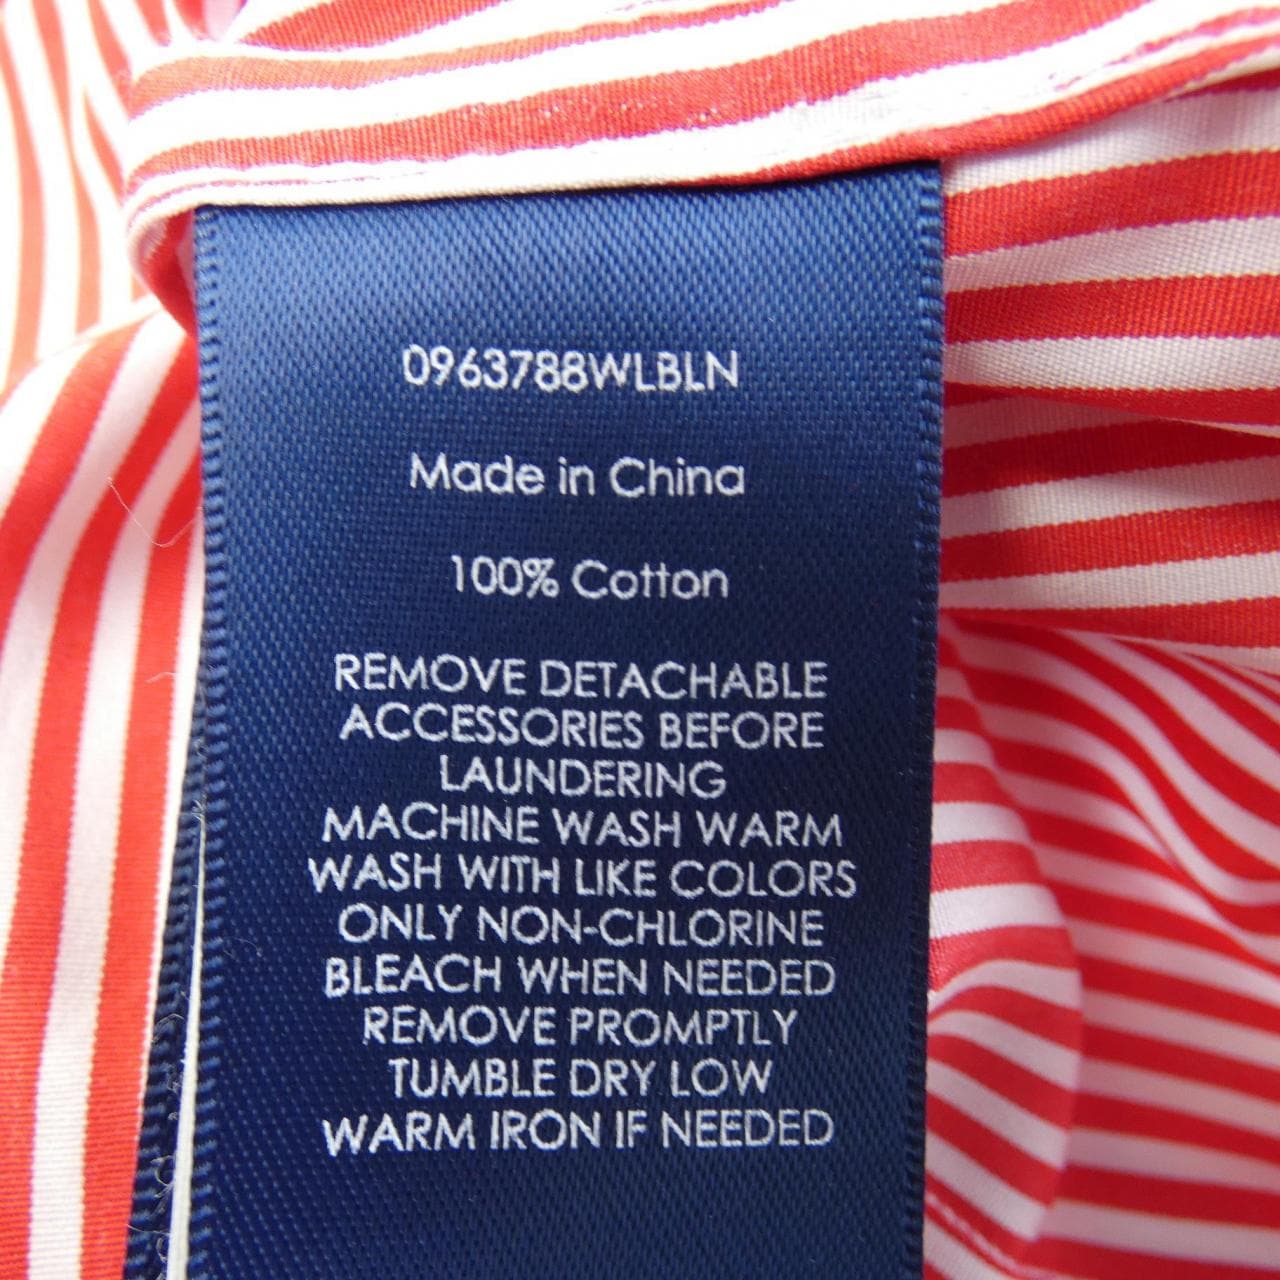 0963788WLBLN
Made in China
100% Cotton
REMOVE DETACHABLE
ACCESSORIES BEFORE
LAUNDERING
MACHINE WASH WARM
WASH WITH LIKE COLORS
ONLY NON-CHLORINE
BLEACH WHEN NEEDED
REMOVE PROMPTLY
TUMBLE DRY LOW
WARM IRON IF NEEDED